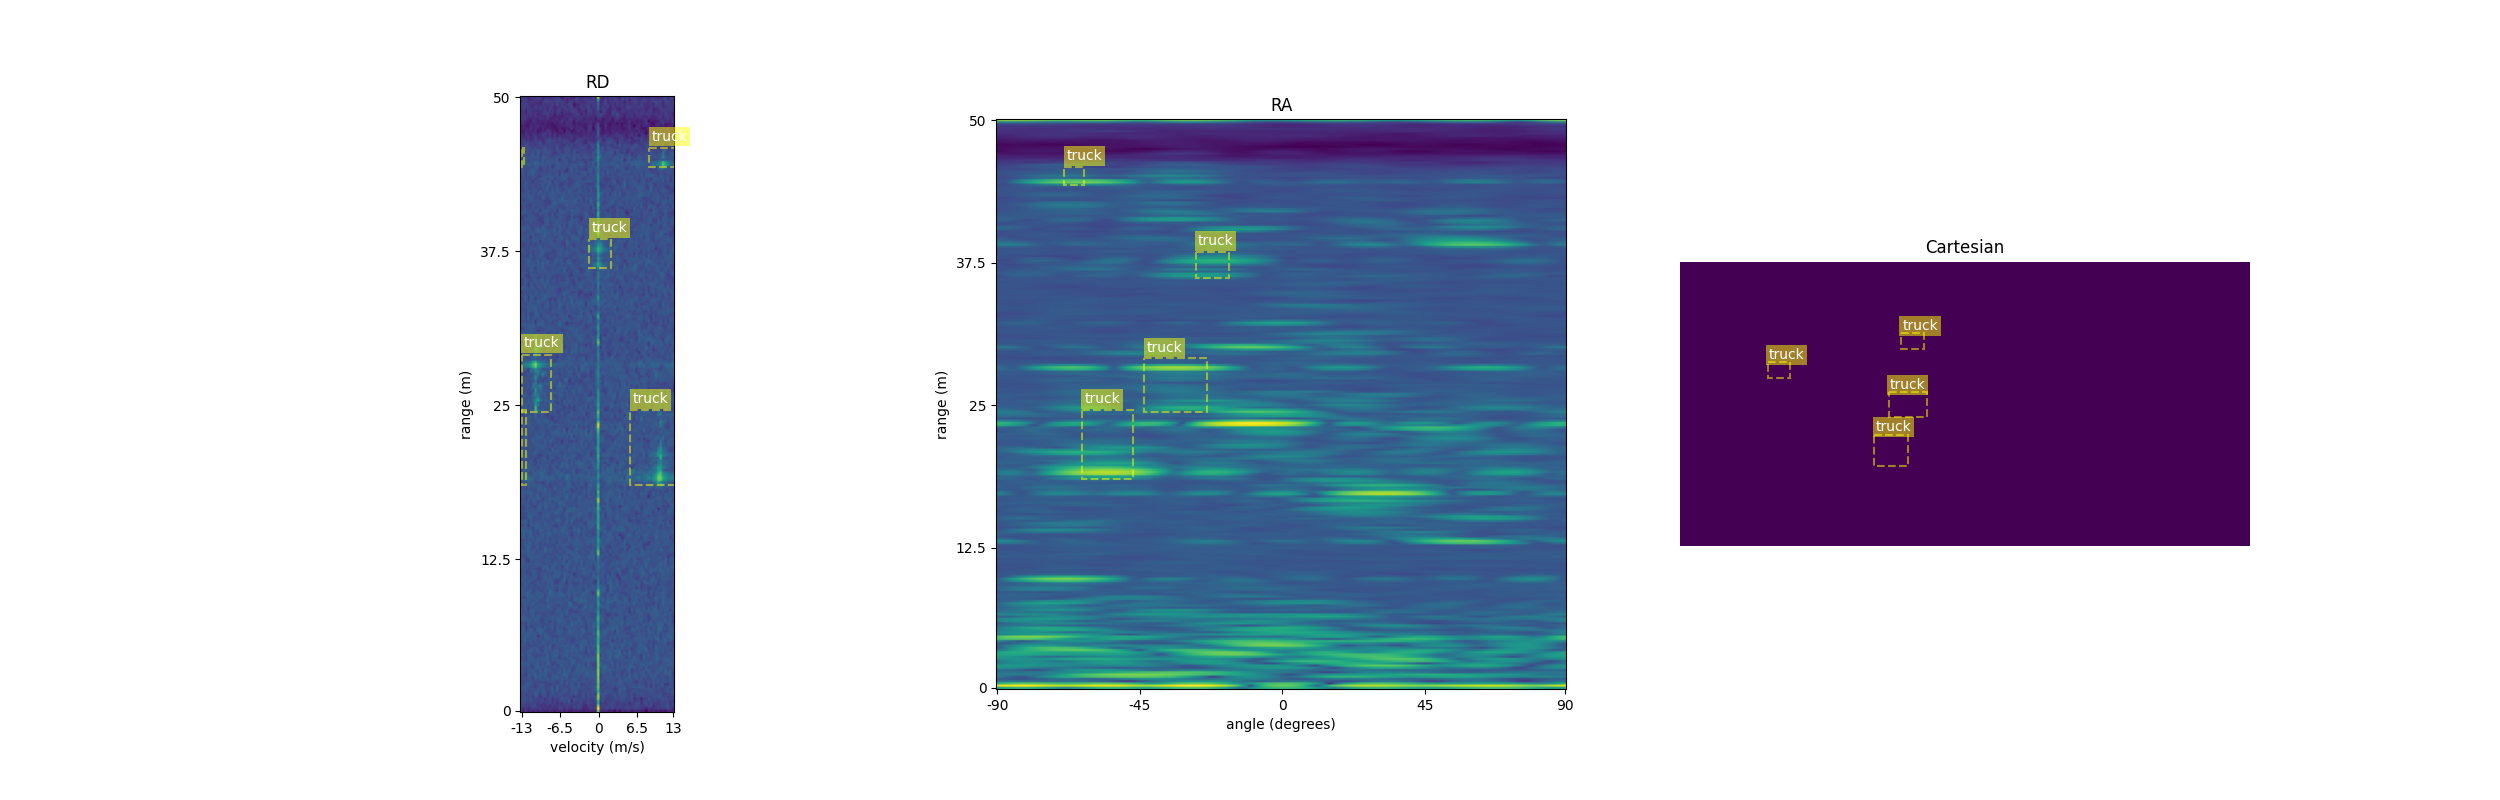 RD
50
37.5
25
12.5
0
range (m)
-13
-6.5
0
6.5
13
velocity (m/s)
truck
truck
truck
truck
RA
50
37.5
25
12.5
0
range (m)
-90
-45
0
45
90
angle (degrees)
truck
truck
truck
truck
Cartesian
truck
truck
truck
truck